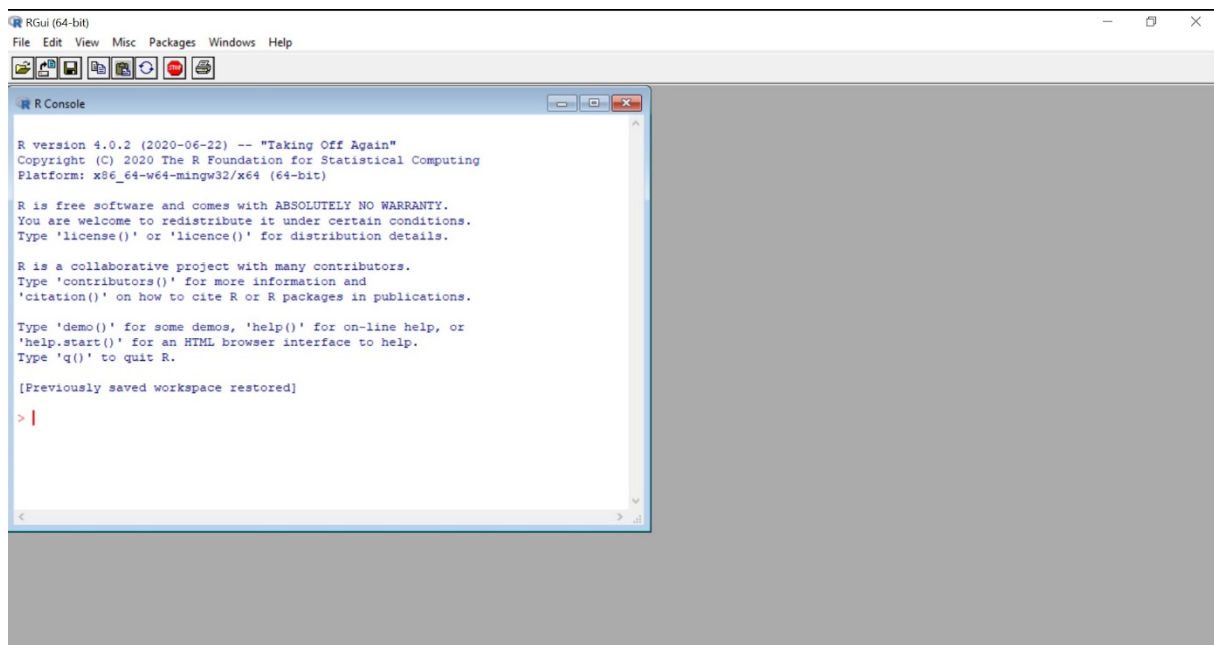 RGui (64-bit)
File Edit View Misc Packages Windows Help
STOP
R Console
R version 4.0.2 (2020-06-22) -- "Taking Off Again"
Copyright (C) 2020 The R Foundation for Statistical Computing
Platform: x86_64-w64-mingw32/x64 (64-bit)
R is free software and comes with ABSOLUTELY NO WARRANTY.
You are welcome to redistribute it under certain conditions.
Type 'license()' or 'licence()' for distribution details.
R is a collaborative project with many contributors.
Type 'contributors()' for more information and
'citation()' on how to cite R or R packages in publications.
Type 'demo()' for some demos, 'help()' for on-line help, or
'help.start()' for an HTML browser interface to help.
Type 'q()' to quit R.
[Previously saved workspace restored]
>